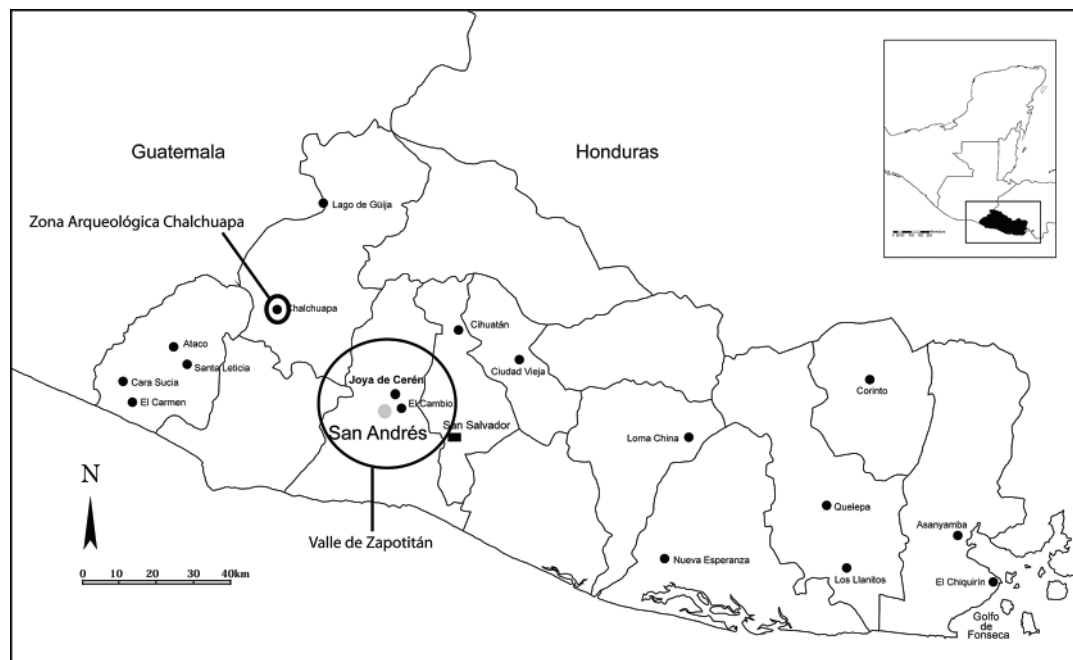 Guatemala
Honduras
Zona Arqueológica Chalchuapa
Lago de Güija
Chalchuapa
Cihuatán
Ataco
Santa Leticia
Ciudad Vieja
Cara Sucia
Joya de Cerén
Corinto
El Carmen
El Cambio
San Andrés
San Salvador
Loma China
N
Quelepa
Asanyamba
Valle de Zapotitán
Nueva Esperanza
Los Llanitos
El Chiquirín
0 10 20 30 40km
Golfo
de
Fonseca